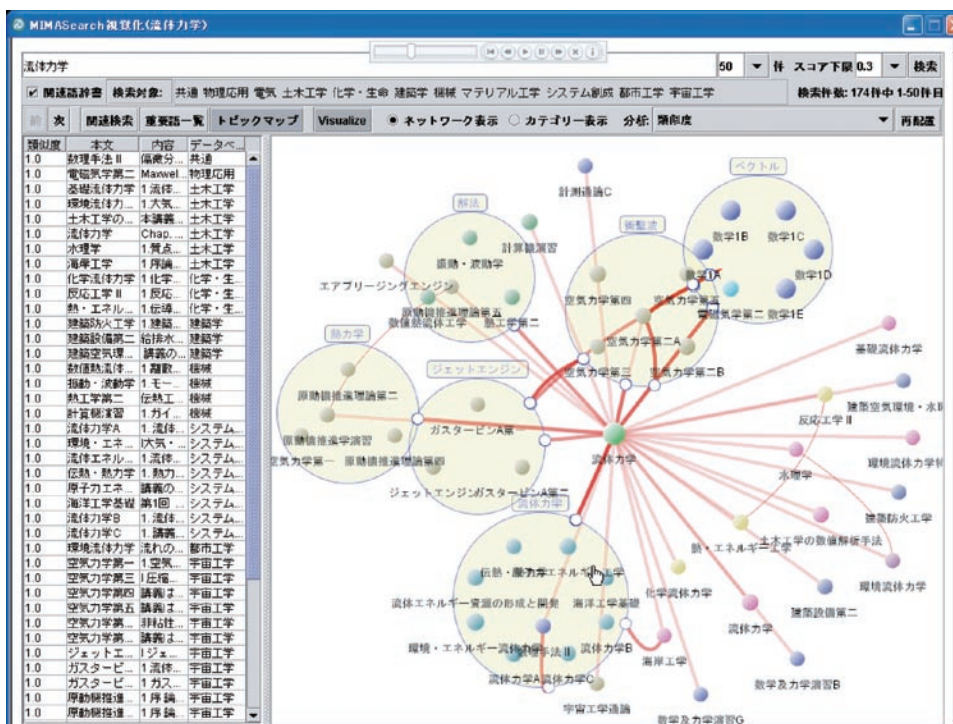 MIMASearch視覚化(流体力学)
流体力学 50 件 スコア下限 0.3 検索
関連語辞書 検索対象: 共通 物理応用 電気 土木工学 化学・生命 建築学 機械 マテリアル工学 システム創成 都市工学 宇宙工学 検索件数: 174件中 1-50件目
前 次 関連検索 重要語一覧 トピックマップ Visualize ネットワーク表示 カテゴリー表示 分析: 類似度 再配置
類似度 本文 内容 データベ...
1.0 数理手法Ⅱ 偏微分... 共通
1.0 電磁気学第二 Maxwel... 物理応用
1.0 基礎流体力学 1.流体... 土木工学
1.0 環境流体力... 1.大気... 土木工学
1.0 土木工学の... 本講義... 土木工学
1.0 流体力学 Chap. ... 土木工学
1.0 水理学 1.質点... 土木工学
1.0 海岸工学 1.序論... 土木工学
1.0 化学流体力学 1.化学... 化学・生...
1.0 反応工学Ⅱ 1.反応... 化学・生...
1.0 熱・エネル... 1.伝導... 化学・生...
1.0 建築防火工学 1.建築... 建築学
1.0 建築設備第二 給排水... 建築学
1.0 建築空気環... 講義の... 建築学
1.0 数値熱流体... 1.離散... 機械
1.0 振動・波動学 1.モー... 機械
1.0 熱工学第二 伝熱工... 機械
1.0 計算機演習 1.ガイ... 機械
1.0 流体力学A 1.流体... システム...
1.0 環境・エネ... 大気・... システム...
1.0 流体エネル... 1.流体... システム...
1.0 伝熱・熱力学 1.熱力... システム...
1.0 原子力エネ... 講義の... システム...
1.0 海洋工学基礎 第1回 ... システム...
1.0 流体力学B 1.流体... システム...
1.0 流体力学C 1.講義... システム...
1.0 環境流体力学 流れの... 都市工学
1.0 空気力学第一 1.空気... 宇宙工学
1.0 空気力学第三 I圧縮... 宇宙工学
1.0 空気力学第四 講義は... 宇宙工学
1.0 空気力学第五 講義は... 宇宙工学
1.0 空気力学第... 非粘性... 宇宙工学
1.0 空気力学第... 講義は... 宇宙工学
1.0 ジェットエ... Iジェ... 宇宙工学
1.0 ガスタービ... 1.流体... 宇宙工学
1.0 ガスタービ... 1.ガス... 宇宙工学
1.0 原動機推進... 1.序論... 宇宙工学
1.0 原動機推進... 1.序論... 宇宙工学
ベクトル
計測通論C
解法
計算機演習
衝撃波
数学1B 数学1C
振動・波動学
数学1A 数学1D
エアブリージングエンジン
空気力学第四 空気力学第五
原動機推進理論第五
電磁気学第二 数学1E
数値熱流体工学 熱工学第二
熱力学
空気力学第二A
基礎流体力学
ジェットエンジン
空気力学第三 空気力学第二B
原動機推進理論第二
建築空気環境・水環
反応工学Ⅱ
ガスタービンA第一
原動機推進学演習
流体力学
空気力学第一 原動機推進理論第四
環境流体力学特
水理学
ジェットエンジン ガスタービンA第二
流体力学
建築防火工学
土木工学の数値解析手法
熱・エネルギー工学
伝熱・熱力学 原子力エネルギー工学
環境流体力学
化学流体力学
流体エネルギー資源の形成と開発 海洋工学基礎
建築設備第二
流体力学
環境・エネルギー流体力学 数理手法Ⅱ 流体力学B
海岸工学
流体力学A 流体力学C
数学及力学演習B
宇宙工学通論
数学及力学演習G